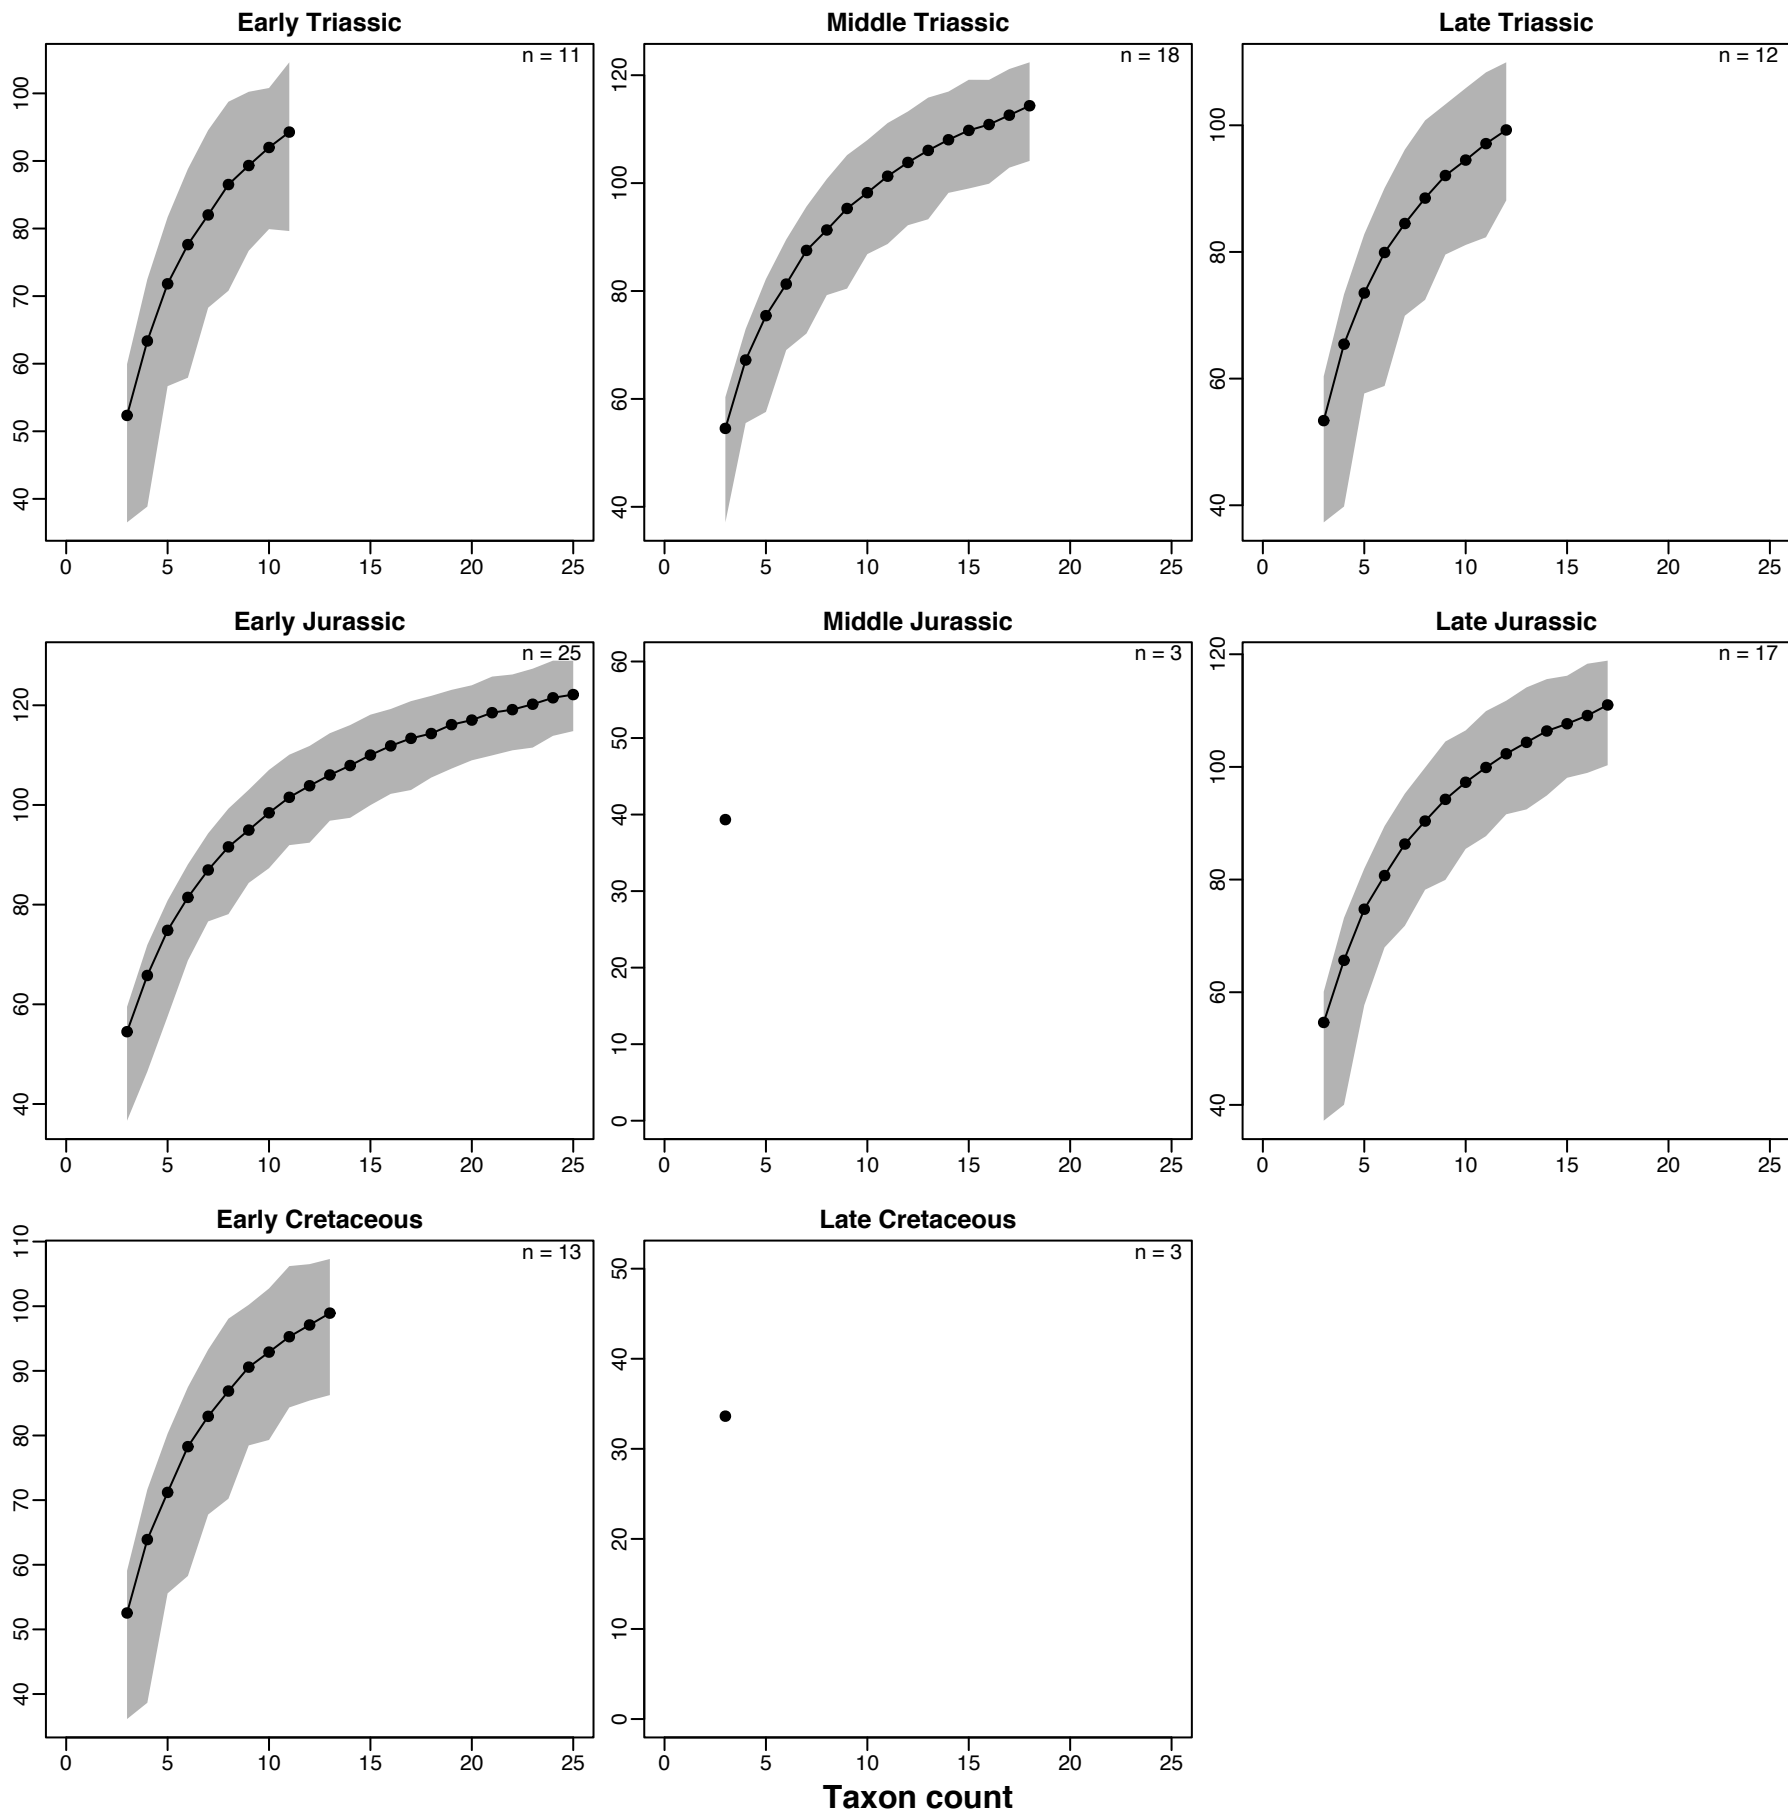 Early Triassic
n = 11
40 50 60 70 80 90 100
0 5 10 15 20 25
Middle Triassic
n = 18
40 60 80 100 120
0 5 10 15 20 25
Late Triassic
n = 12
40 60 80 100
0 5 10 15 20 25
Early Jurassic
n = 25
40 60 80 100 120
0 5 10 15 20 25
Middle Jurassic
n = 3
0 10 20 30 40 50 60
0 5 10 15 20 25
Late Jurassic
n = 17
40 60 80 100 120
0 5 10 15 20 25
Early Cretaceous
n = 13
40 50 60 70 80 90 100 110
0 5 10 15 20 25
Late Cretaceous
n = 3
0 10 20 30 40 50
0 5 10 15 20 25
Taxon count